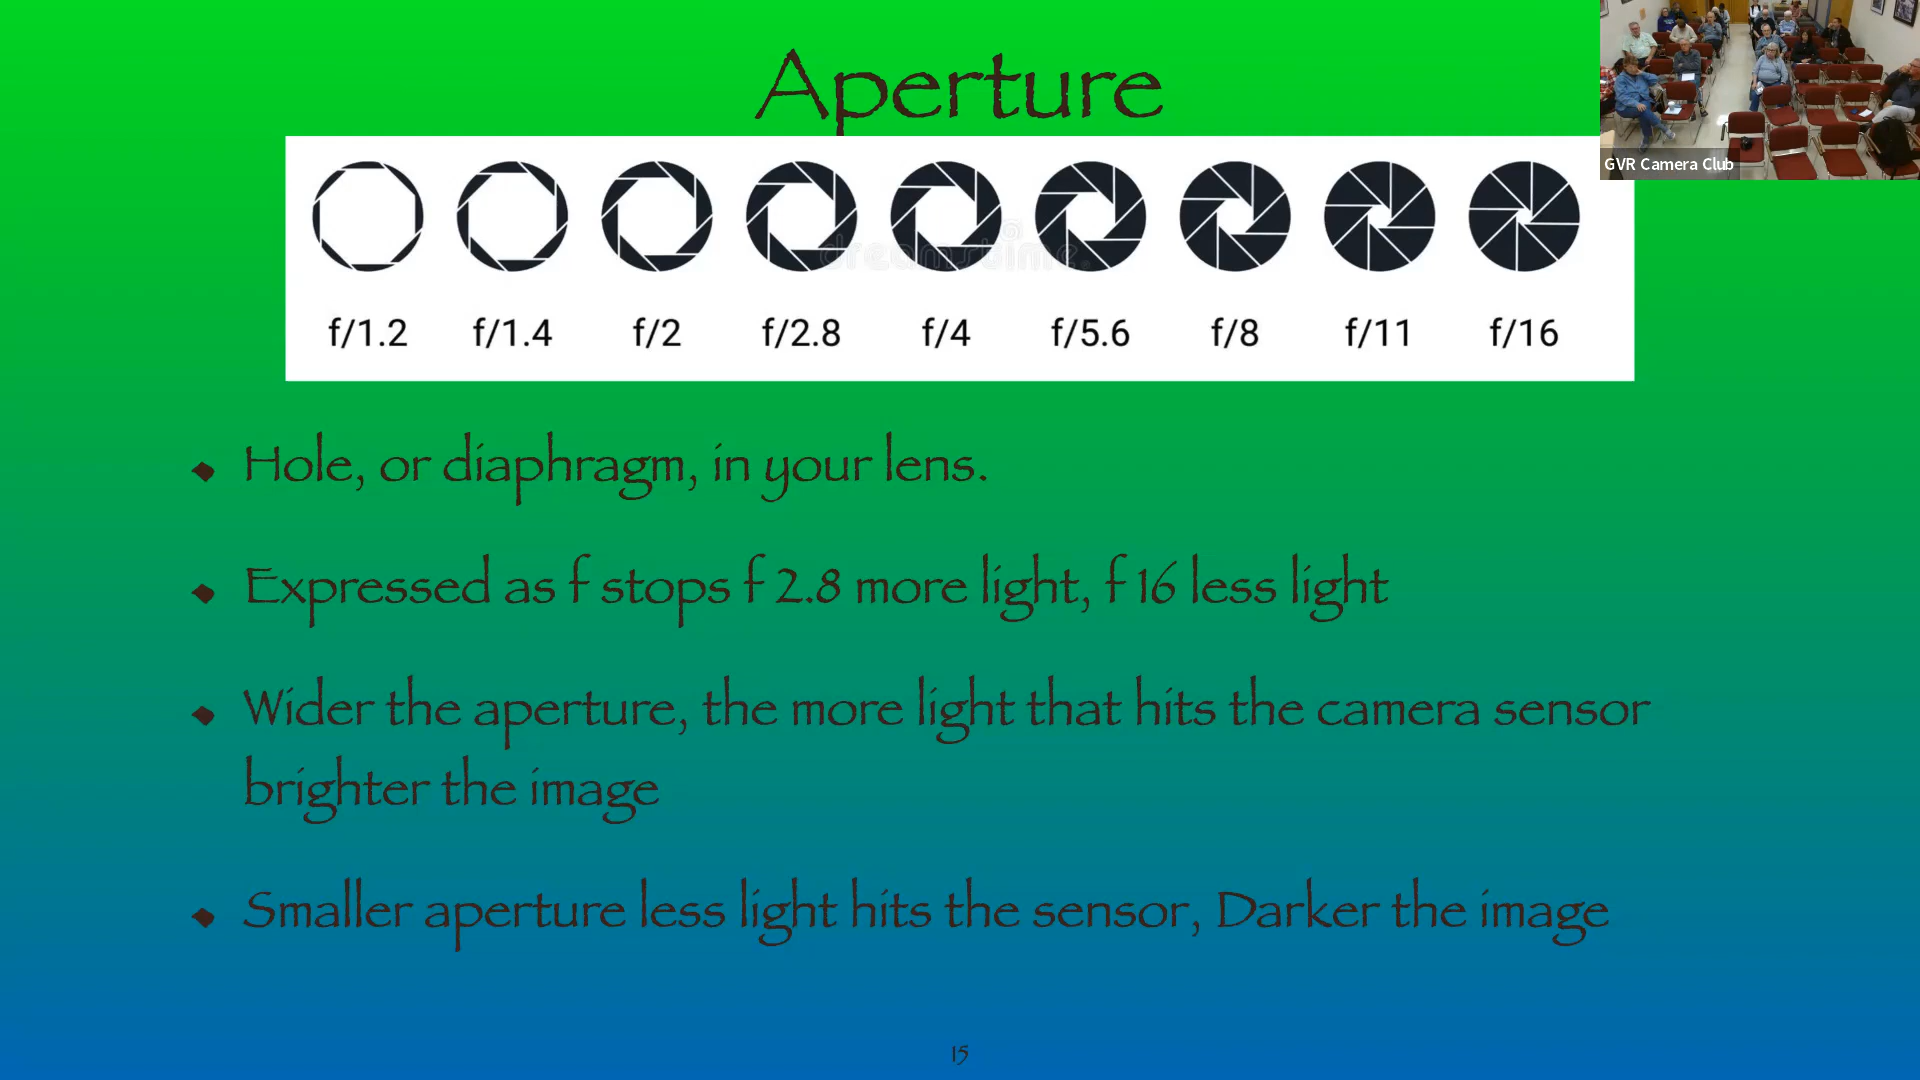 Aperture
GVR Camera Club
dreamstime.
f/1.2 f/1.4 f/2 f/2.8 f/4 f/5.6 f/8 f/11 f/16
Hole, or diaphragm, in your lens.
Expressed as f stops f 2.8 more light, f 16 less light
Wider the aperture, the more light that hits the camera sensor
brighter the image
Smaller aperture less light hits the sensor, Darker the image
15